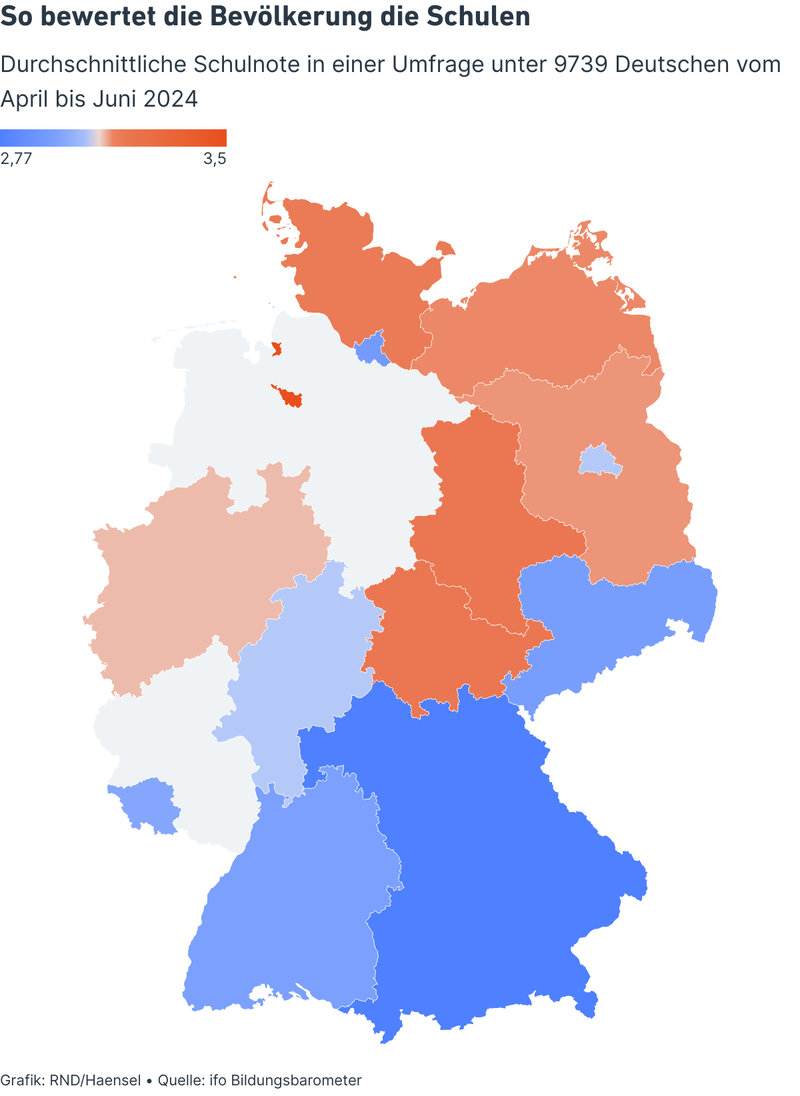 So bewertet die Bevölkerung die Schulen
Durchschnittliche Schulnote in einer Umfrage unter 9739 Deutschen vom
April bis Juni 2024
2,77 3,5
Grafik: RND/Haensel • Quelle: ifo Bildungsbarometer